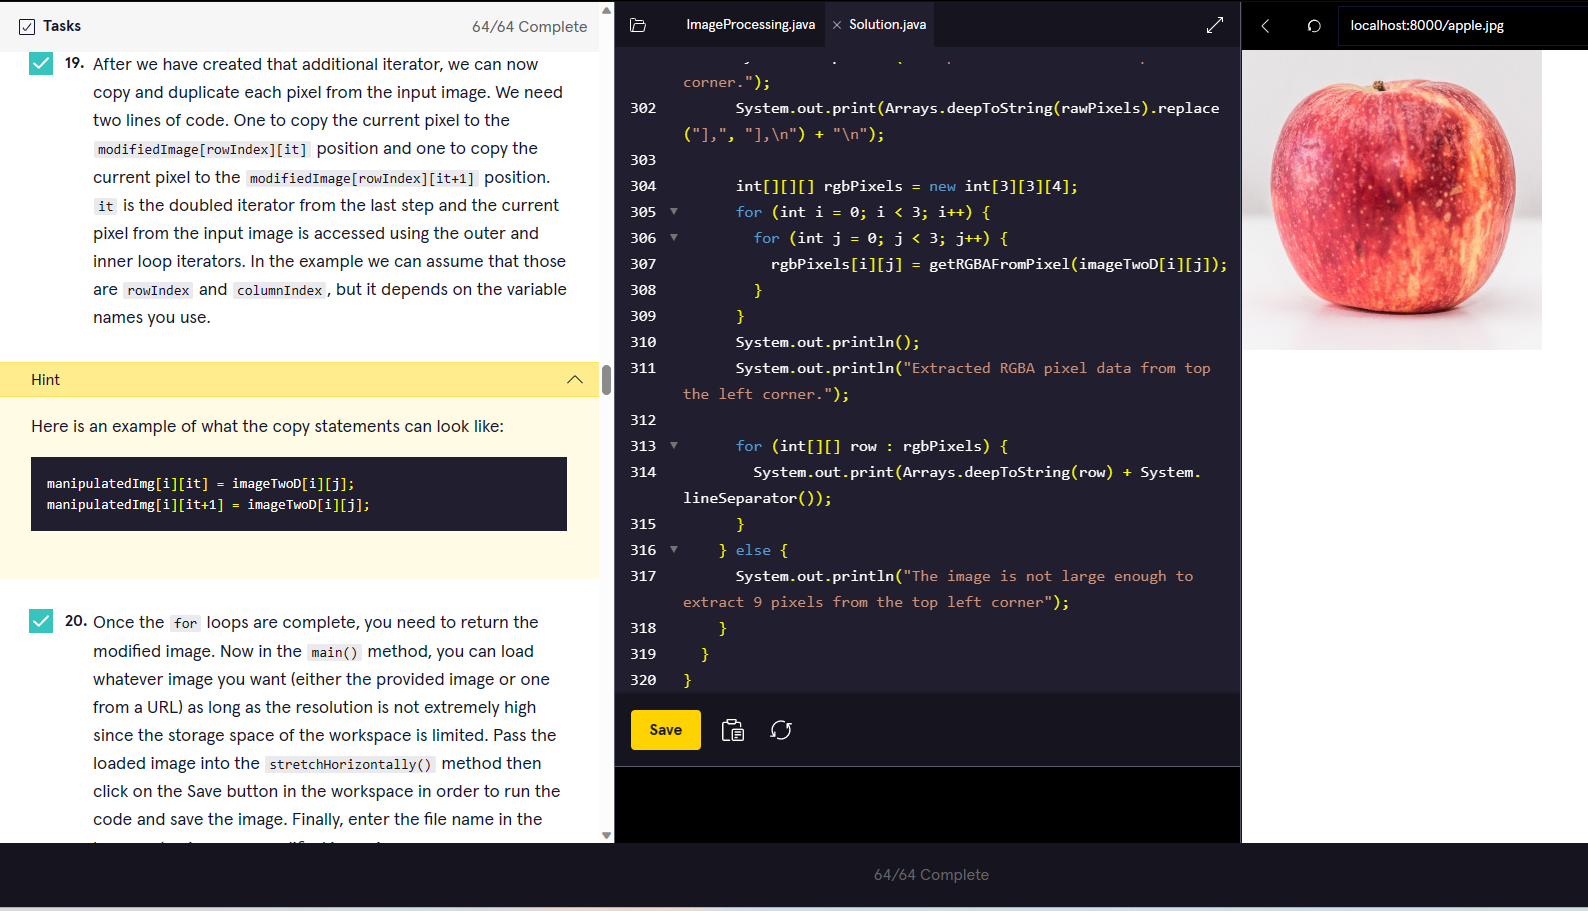 Tasks
64/64 Complete
19. After we have created that additional iterator, we can now
copy and duplicate each pixel from the input image. We need
two lines of code. One to copy the current pixel to the
modifiedImage[rowIndex][it] position and one to copy the
current pixel to the modifiedImage[rowIndex][it+1] position.
it is the doubled iterator from the last step and the current
pixel from the input image is accessed using the outer and
inner loop iterators. In the example we can assume that those
are rowIndex and columnIndex, but it depends on the variable
names you use.
Hint
Here is an example of what the copy statements can look like:
manipulatedImg[i][it] = imageTwoD[i][j];
manipulatedImg[i][it+1] = imageTwoD[i][j];
20. Once the for loops are complete, you need to return the
modified image. Now in the main() method, you can load
whatever image you want (either the provided image or one
from a URL) as long as the resolution is not extremely high
since the storage space of the workspace is limited. Pass the
loaded image into the stretchHorizontally() method then
click on the Save button in the workspace in order to run the
code and save the image. Finally, enter the file name in the
ImageProcessing.java
Solution.java
corner.");
302 System.out.print(Arrays.deepToString(rawPixels).replace
("],", "],\n") + "\n");
303
304 int[][][] rgbPixels = new int[3][3][4];
305 for (int i = 0; i < 3; i++) {
306 for (int j = 0; j < 3; j++) {
307 rgbPixels[i][j] = getRGBAFromPixel(imageTwoD[i][j]);
308 }
309 }
310 System.out.println();
311 System.out.println("Extracted RGBA pixel data from top
the left corner.");
312
313 for (int[][] row : rgbPixels) {
314 System.out.print(Arrays.deepToString(row) + System.
lineSeparator());
315 }
316 } else {
317 System.out.println("The image is not large enough to
extract 9 pixels from the top left corner");
318 }
319 }
320 }
Save
localhost:8000/apple.jpg
64/64 Complete